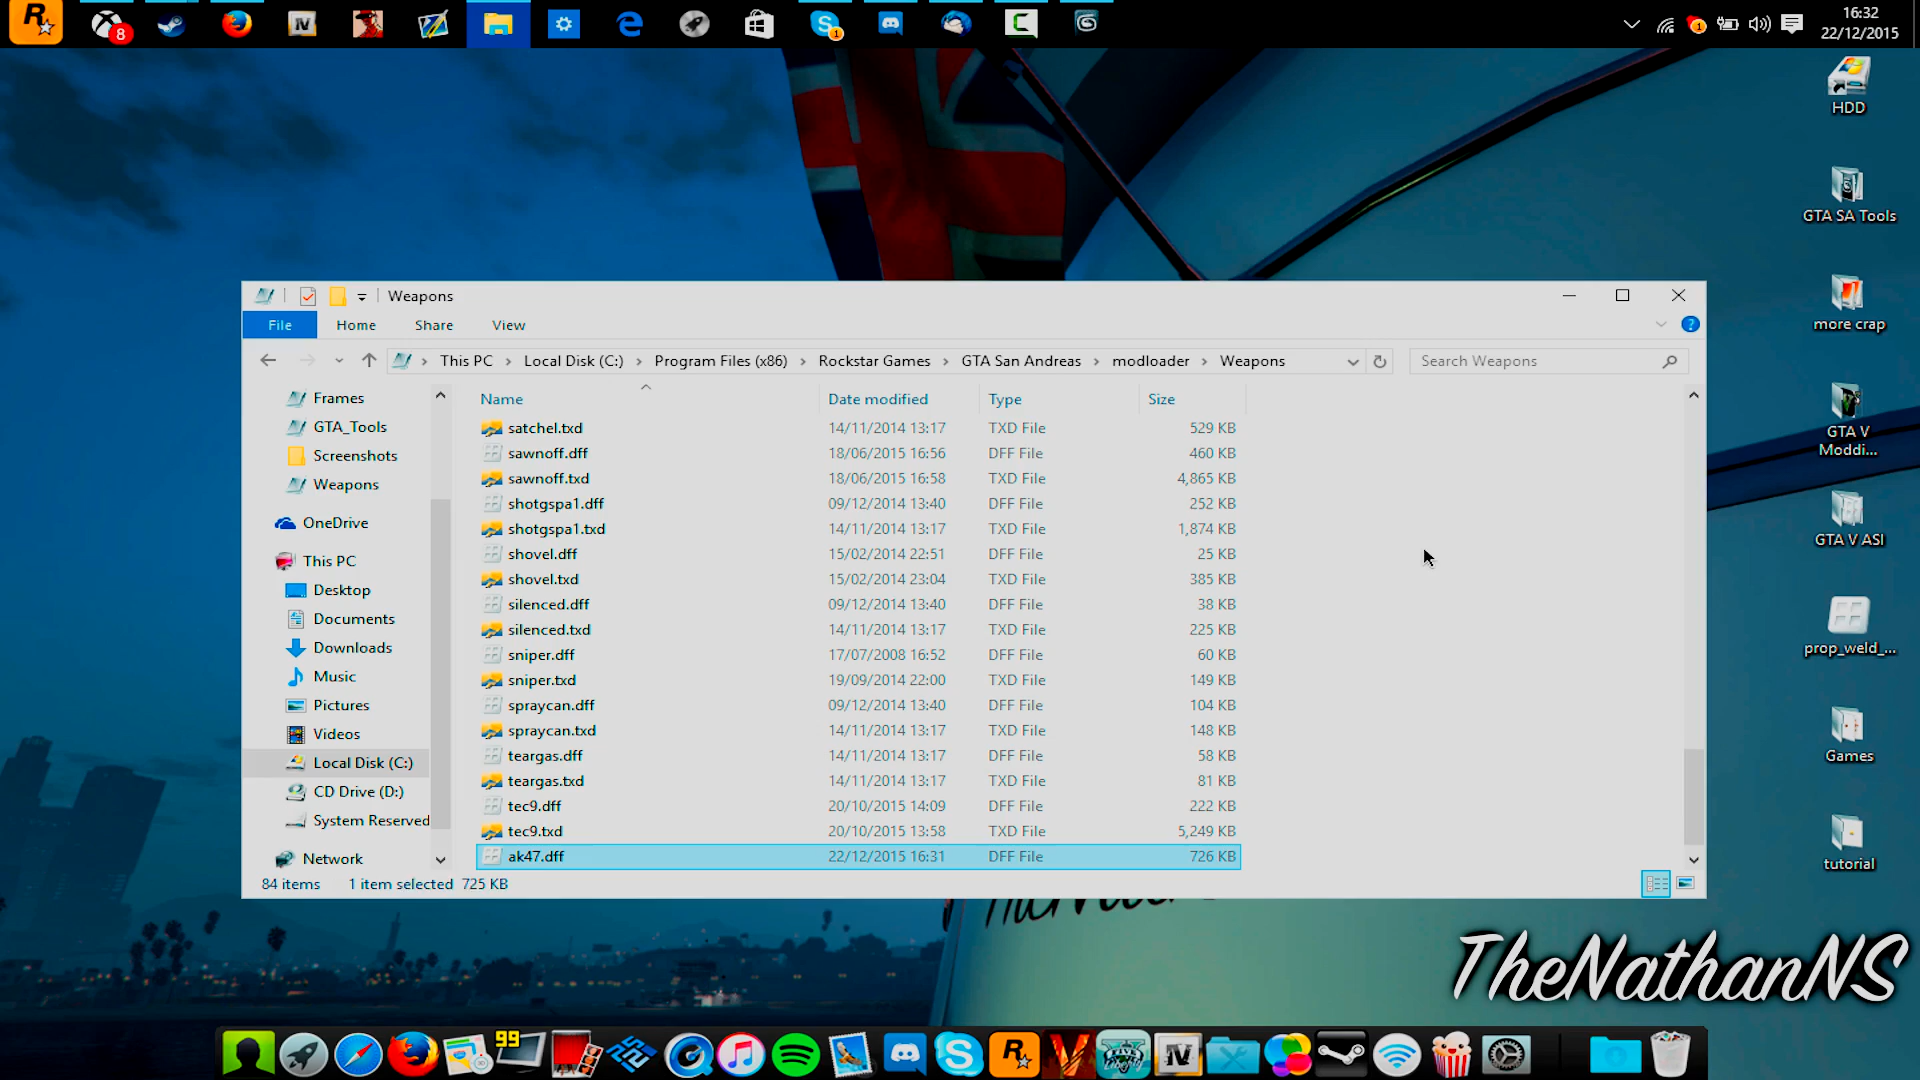 8
1
1
16:32
22/12/2015
HDD
GTA SA Tools
more crap
GTA V Moddi...
GTA V ASI
prop_weld_...
Games
tutorial
Weapons
File Home Share View
This PC Local Disk (C:) Program Files (x86) Rockstar Games GTA San Andreas modloader Weapons
Search Weapons
Frames
GTA_Tools
Screenshots
Weapons
OneDrive
This PC
Desktop
Documents
Downloads
Music
Pictures
Videos
Local Disk (C:)
CD Drive (D:)
System Reserved
Network
Name Date modified Type Size
satchel.txd 14/11/2014 13:17 TXD File 529 KB
sawnoff.dff 18/06/2015 16:56 DFF File 460 KB
sawnoff.txd 18/06/2015 16:58 TXD File 4,865 KB
shotgspa1.dff 09/12/2014 13:40 DFF File 252 KB
shotgspa1.txd 14/11/2014 13:17 TXD File 1,874 KB
shovel.dff 15/02/2014 22:51 DFF File 25 KB
shovel.txd 15/02/2014 23:04 TXD File 385 KB
silenced.dff 09/12/2014 13:40 DFF File 38 KB
silenced.txd 14/11/2014 13:17 TXD File 225 KB
sniper.dff 17/07/2008 16:52 DFF File 60 KB
sniper.txd 19/09/2014 22:00 TXD File 149 KB
spraycan.dff 09/12/2014 13:40 DFF File 104 KB
spraycan.txd 14/11/2014 13:17 TXD File 148 KB
teargas.dff 14/11/2014 13:17 DFF File 58 KB
teargas.txd 14/11/2014 13:17 TXD File 81 KB
tec9.dff 20/10/2015 14:09 DFF File 222 KB
tec9.txd 20/10/2015 13:58 TXD File 5,249 KB
ak47.dff 22/12/2015 16:31 DFF File 726 KB
84 items 1 item selected 725 KB
TheNathanNS
99